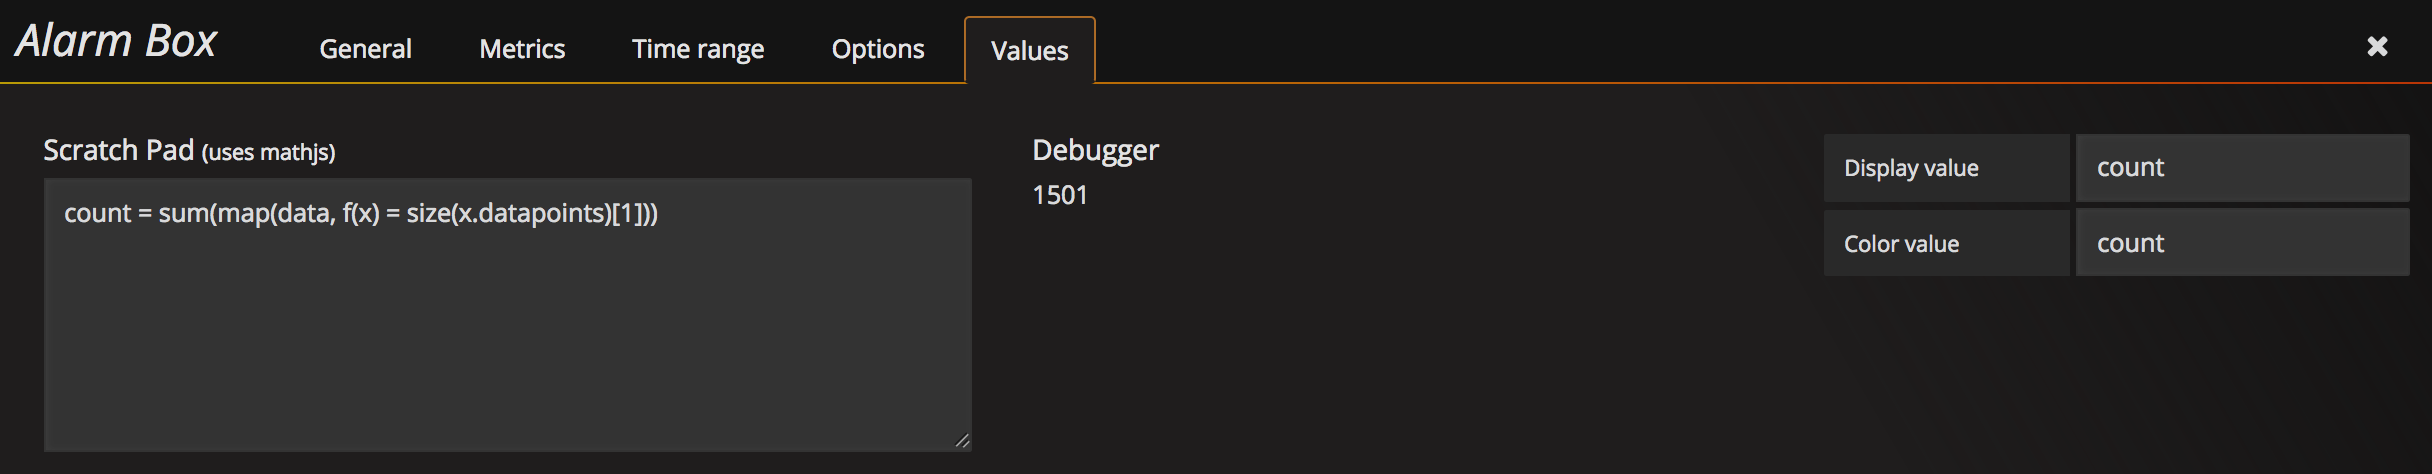 Alarm Box General Metrics Time range Options Values ✖
Scratch Pad (uses mathjs)
count = sum(map(data, f(x) = size(x.datapoints)[1]))
Debugger
1501
Display value count
Color value count